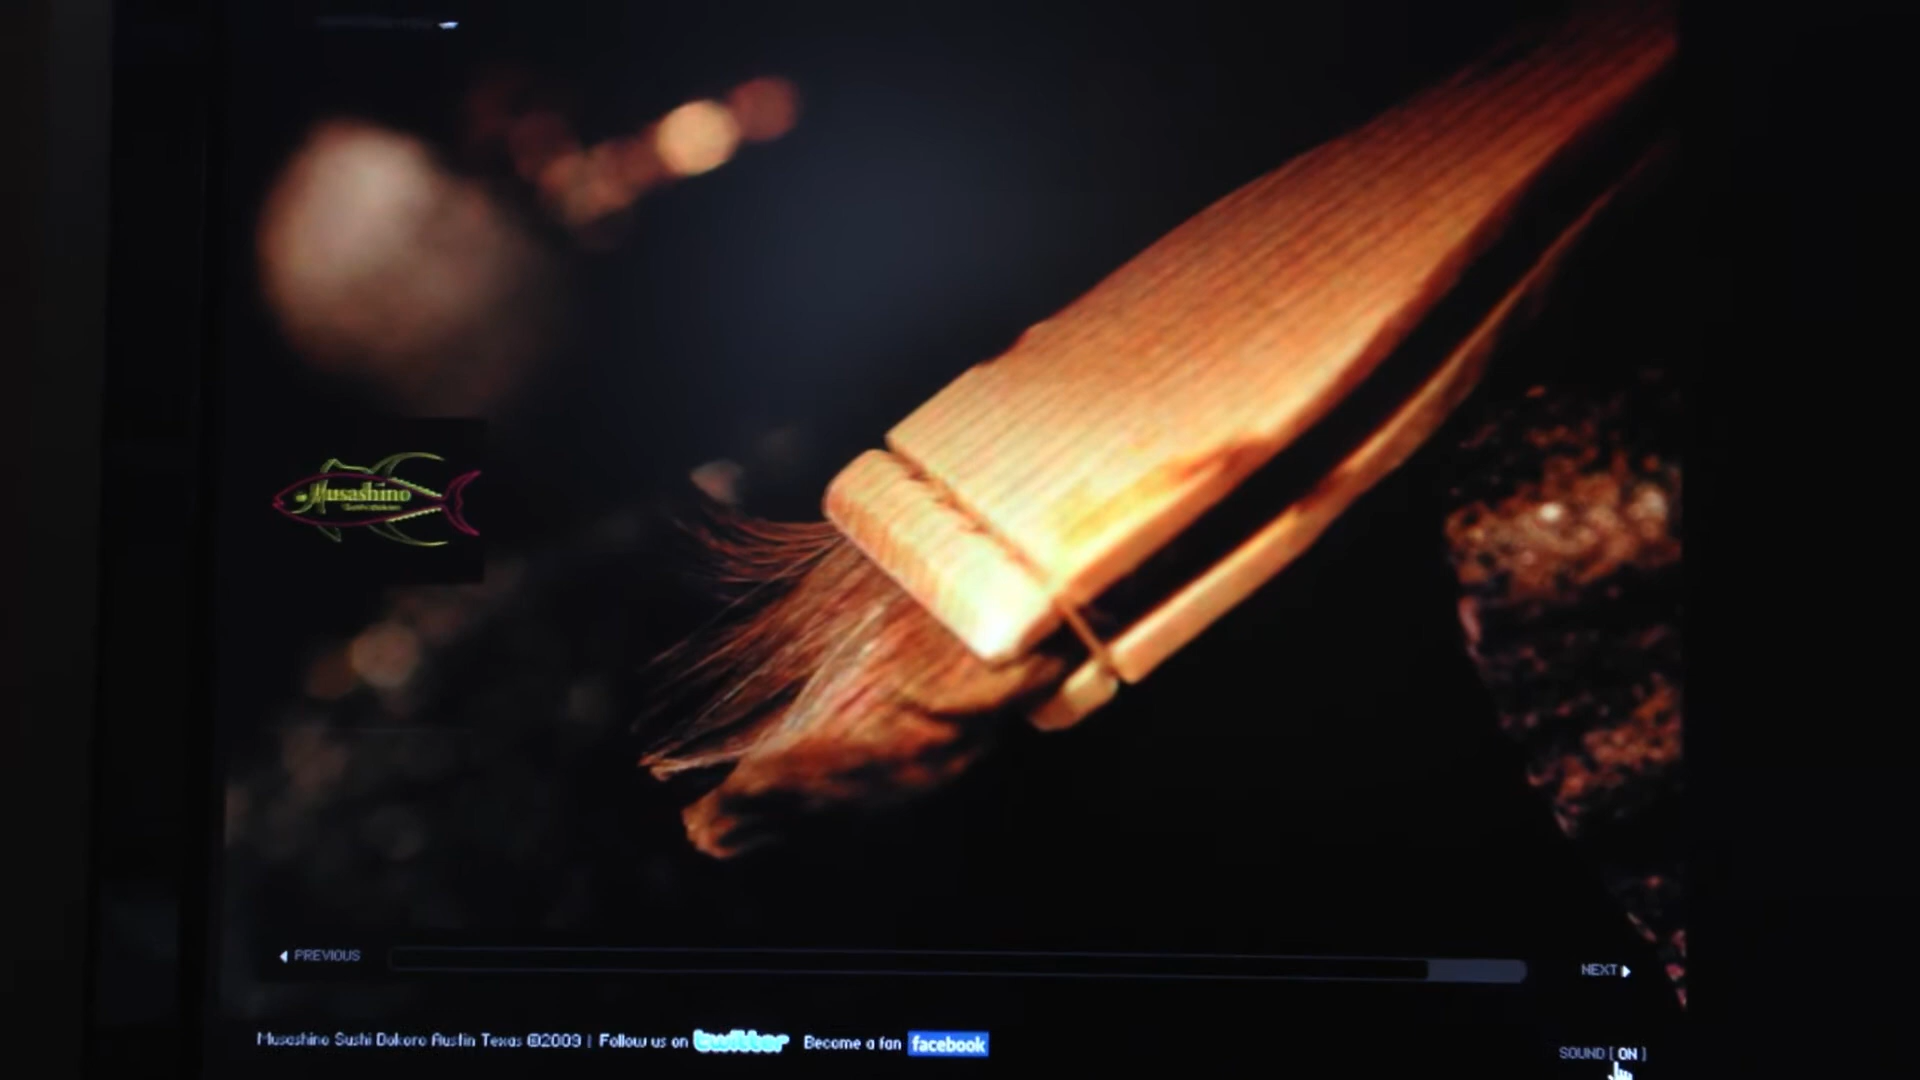 Musashino
PREVIOUS
NEXT
Musashino Sushi Dokoro Austin Texas ©2009 | Follow us on twitter Become a fan facebook
SOUND [ ON ]